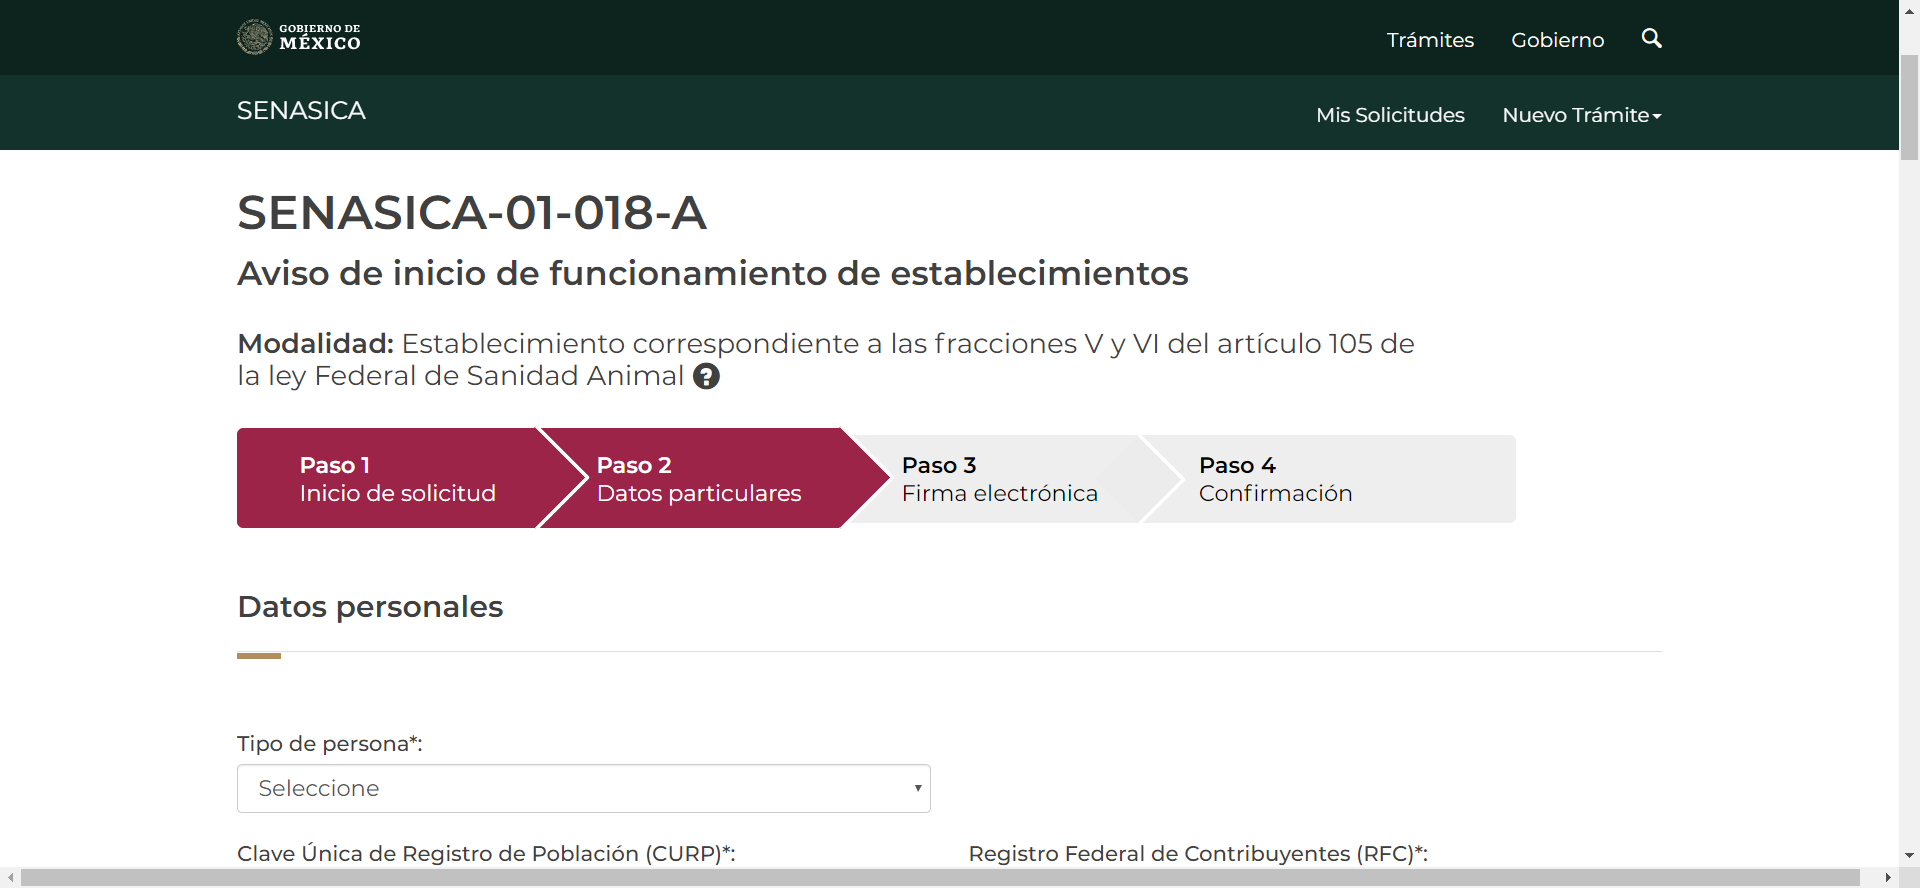 GOBIERNO DE
MÉXICO
Trámites
Gobierno
SENASICA
Mis Solicitudes
Nuevo Trámite
SENASICA-01-018-A
Aviso de inicio de funcionamiento de establecimientos
Modalidad: Establecimiento correspondiente a las fracciones V y VI del artículo 105 de
la ley Federal de Sanidad Animal ?
Paso 1
Inicio de solicitud
Paso 2
Datos particulares
Paso 3
Firma electrónica
Paso 4
Confirmación
Datos personales
Tipo de persona*:
Seleccione
Clave Única de Registro de Población (CURP)*:
Registro Federal de Contribuyentes (RFC)*: